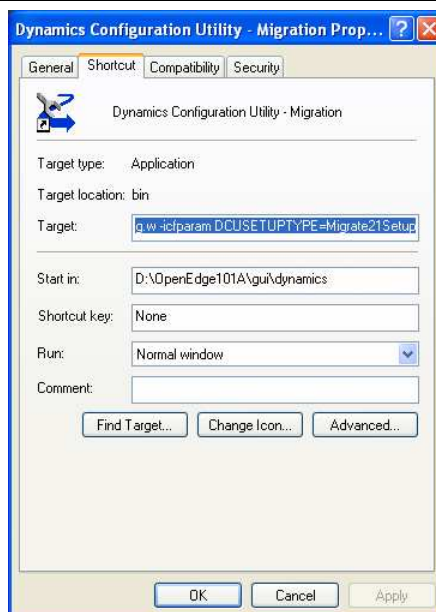 Dynamics Configuration Utility - Migration Prop...
General Shortcut Compatibility Security
Dynamics Configuration Utility - Migration
Target type: Application
Target location: bin
Target: g.w -icfparam DCUSETUPTYPE=Migrate21Setup
Start in: D:\OpenEdge101A\gui\dynamics
Shortcut key: None
Run: Normal window
Comment:
Find Target... Change Icon... Advanced...
OK Cancel Apply